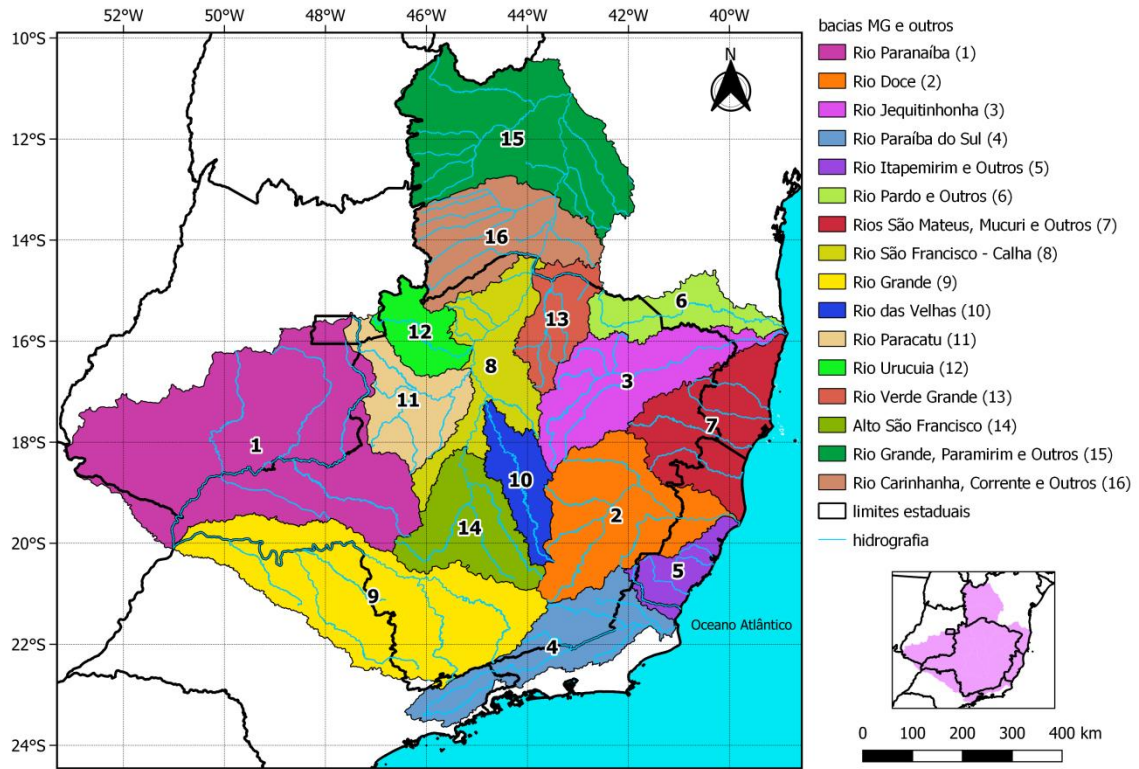 52°W 50°W 48°W 46°W 44°W 42°W 40°W
10°S
12°S
14°S
16°S
18°S
20°S
22°S
24°S
N
15
16
6
13
12
8
3
11
7
1
10
2
14
5
9
4
Oceano Atlântico
bacias MG e outros
Rio Paranaíba (1)
Rio Doce (2)
Rio Jequitinhonha (3)
Rio Paraíba do Sul (4)
Rio Itapemirim e Outros (5)
Rio Pardo e Outros (6)
Rios São Mateus, Mucuri e Outros (7)
Rio São Francisco - Calha (8)
Rio Grande (9)
Rio das Velhas (10)
Rio Paracatu (11)
Rio Urucuia (12)
Rio Verde Grande (13)
Alto São Francisco (14)
Rio Grande, Paramirim e Outros (15)
Rio Carinhanha, Corrente e Outros (16)
limites estaduais
hidrografia
0 100 200 300 400 km